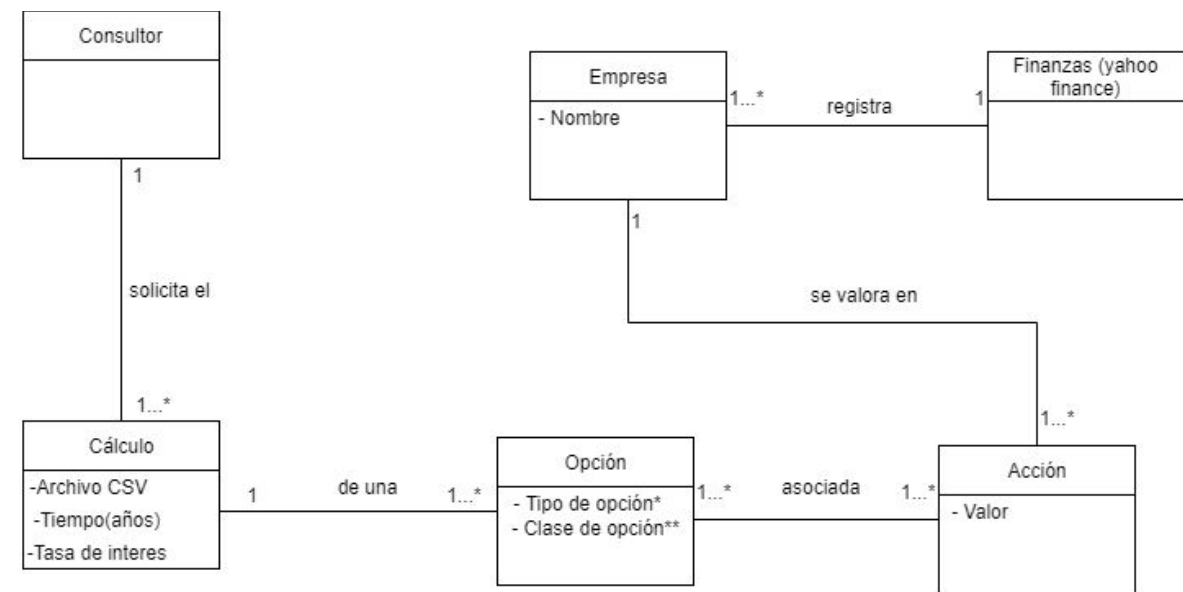 Consultor
Empresa
- Nombre
Finanzas (yahoo
finance)
1...*
registra
1
1
solicita el
1...*
1
se valora en
1...*
Cálculo
-Archivo CSV
-Tiempo(años)
-Tasa de interes
1
de una
1...*
Opción
- Tipo de opción*
- Clase de opción**
1...*
asociada
1...*
Acción
- Valor